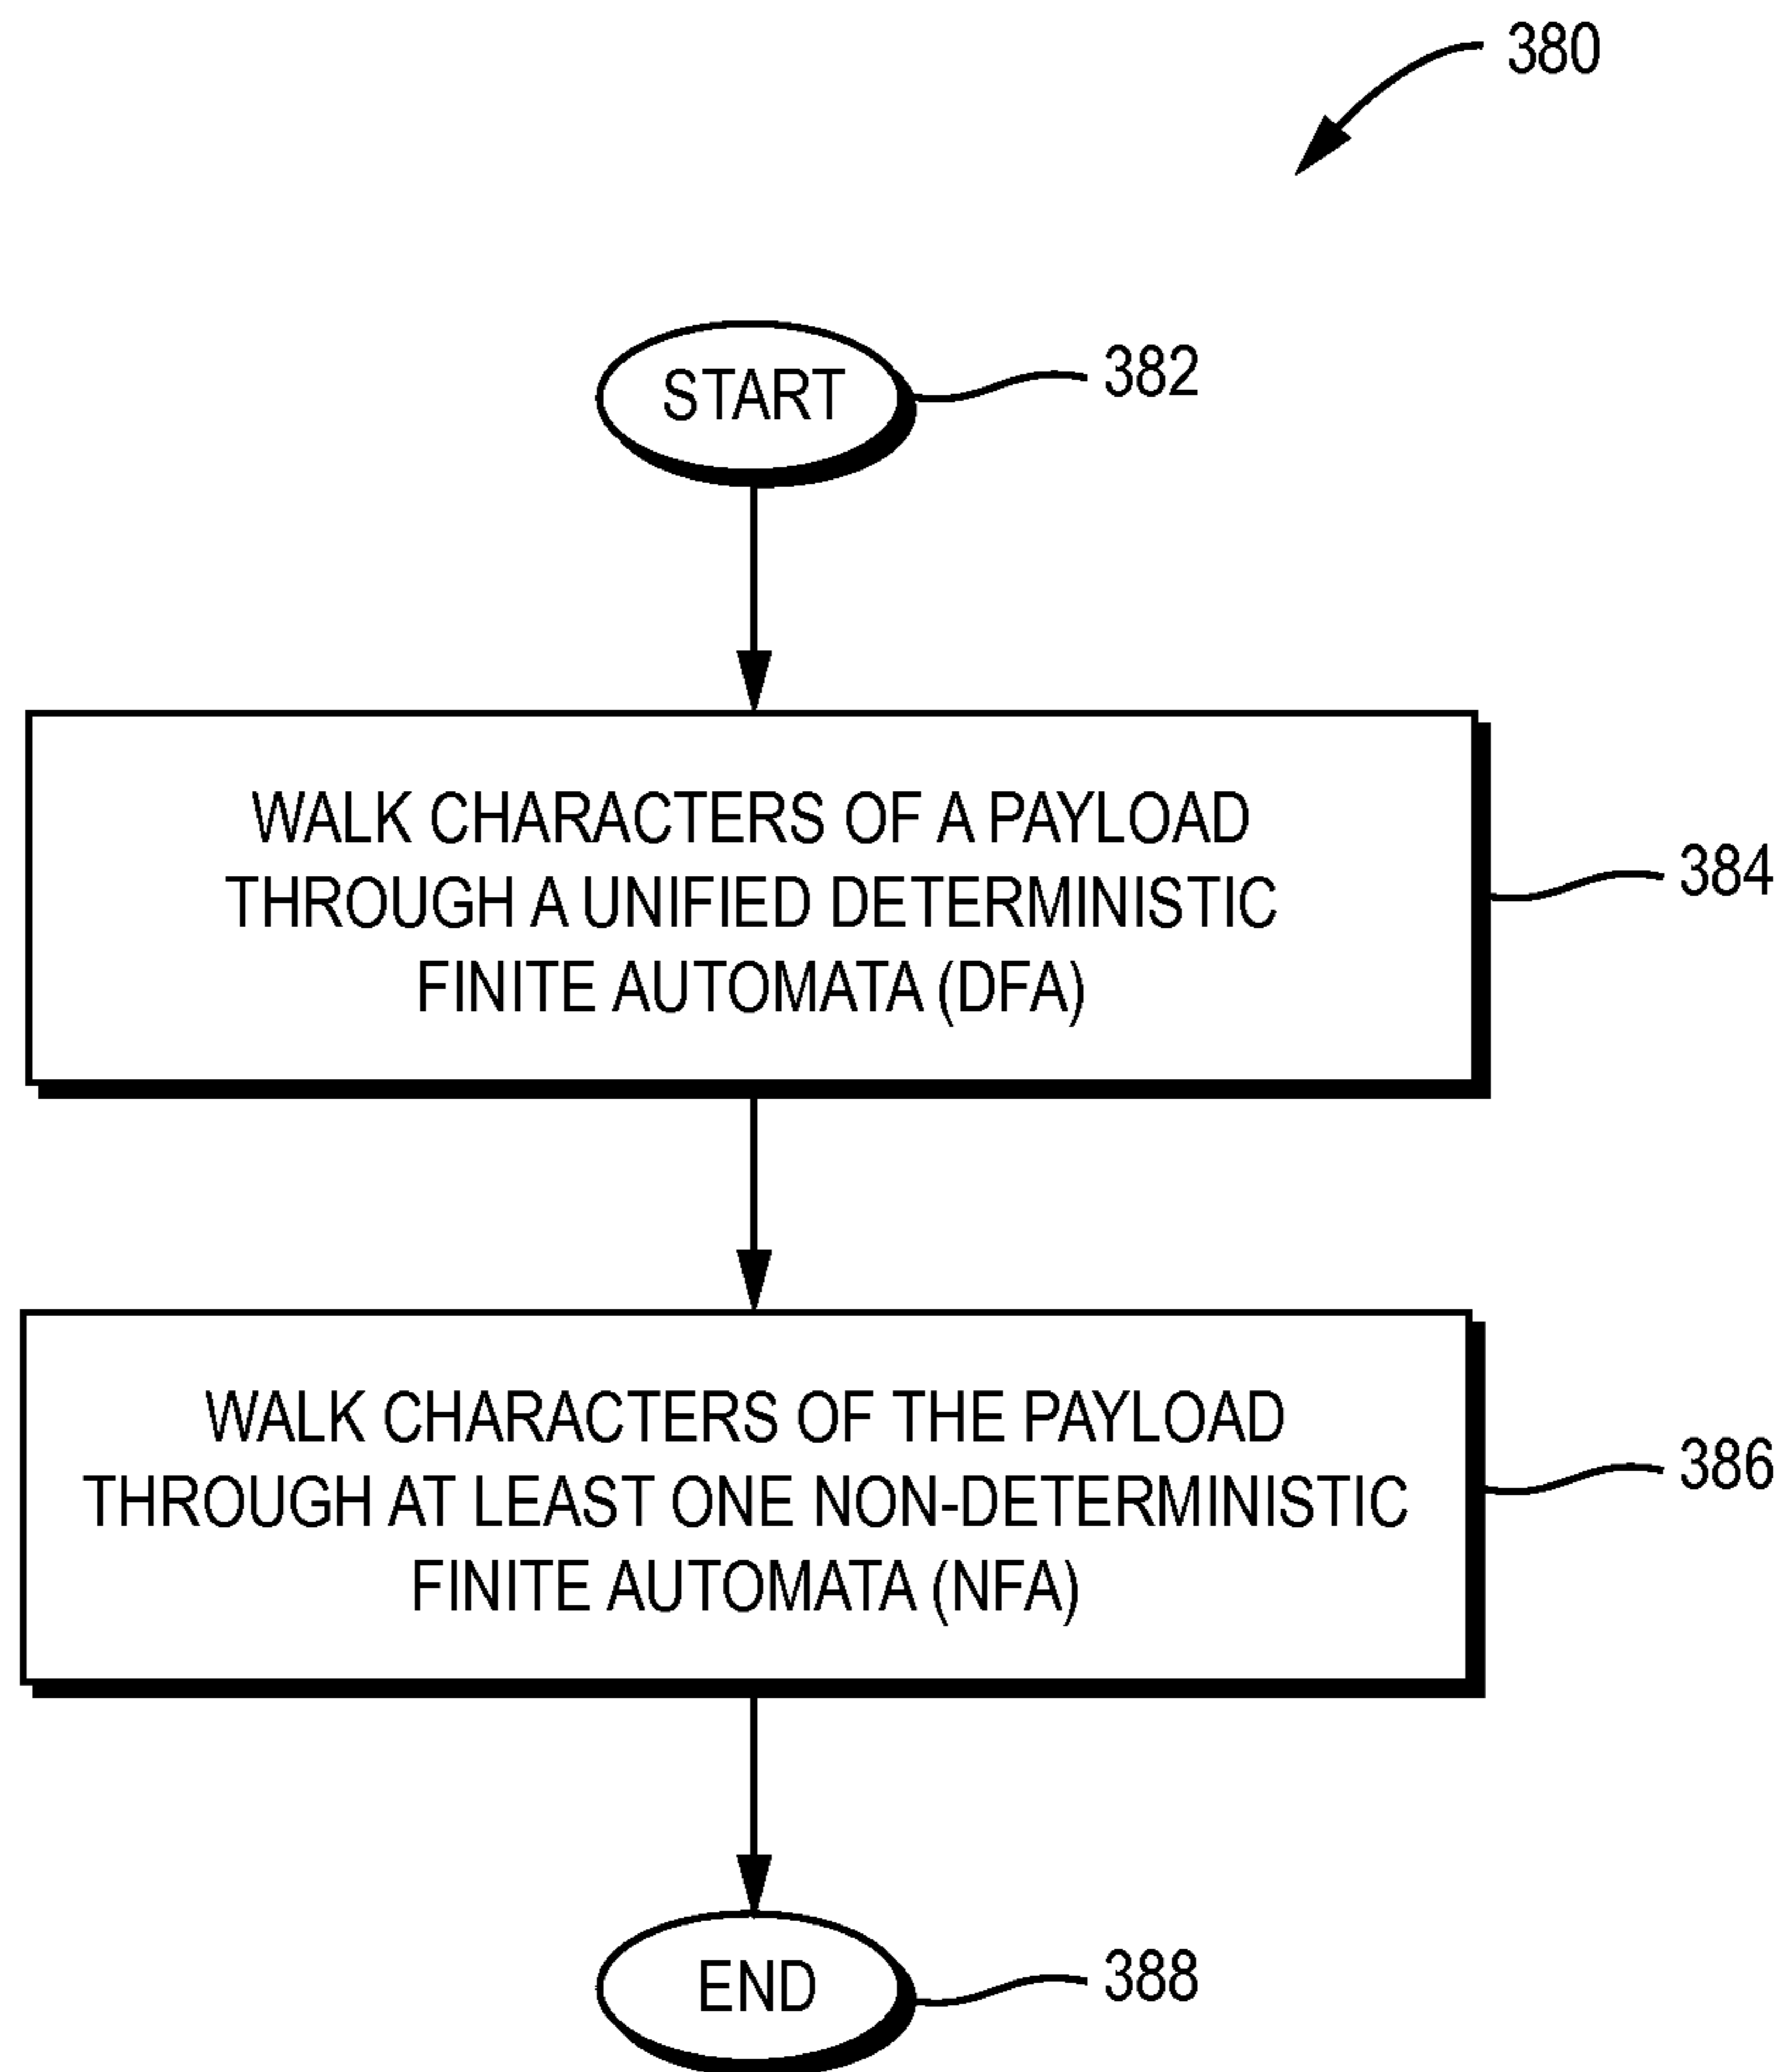 380
START
382
WALK CHARACTERS OF A PAYLOAD
THROUGH A UNIFIED DETERMINISTIC
FINITE AUTOMATA (DFA)
384
WALK CHARACTERS OF THE PAYLOAD
THROUGH AT LEAST ONE NON-DETERMINISTIC
FINITE AUTOMATA (NFA)
386
END
388